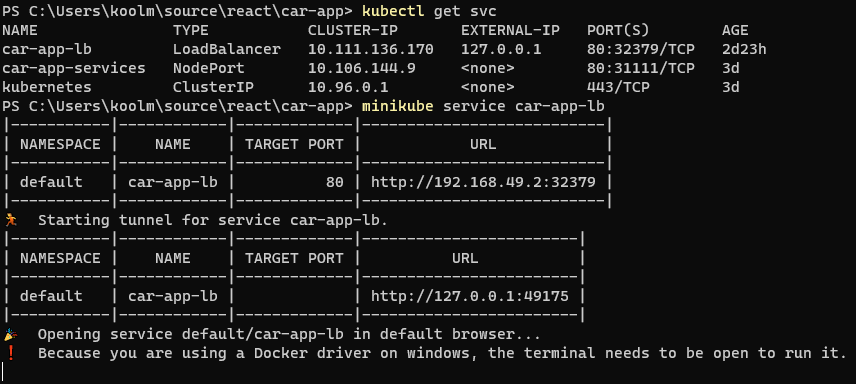 PS C:\Users\koolm\source\react\car-app> kubectl get svc
NAME               TYPE           CLUSTER-IP       EXTERNAL-IP   PORT(S)        AGE
car-app-lb         LoadBalancer   10.111.136.170   127.0.0.1     80:32379/TCP   2d23h
car-app-services   NodePort       10.106.144.9     <none>        80:31111/TCP   3d
kubernetes         ClusterIP      10.96.0.1        <none>        443/TCP        3d
PS C:\Users\koolm\source\react\car-app> minikube service car-app-lb
|-----------|------------|-------------|---------------------------|
| NAMESPACE |    NAME    | TARGET PORT |            URL            |
|-----------|------------|-------------|---------------------------|
| default   | car-app-lb |          80 | http://192.168.49.2:32379 |
|-----------|------------|-------------|---------------------------|
🏃  Starting tunnel for service car-app-lb.
|-----------|------------|-------------|------------------------|
| NAMESPACE |    NAME    | TARGET PORT |          URL           |
|-----------|------------|-------------|------------------------|
| default   | car-app-lb |             | http://127.0.0.1:49175 |
|-----------|------------|-------------|------------------------|
🎉  Opening service default/car-app-lb in default browser...
❗  Because you are using a Docker driver on windows, the terminal needs to be open to run it.